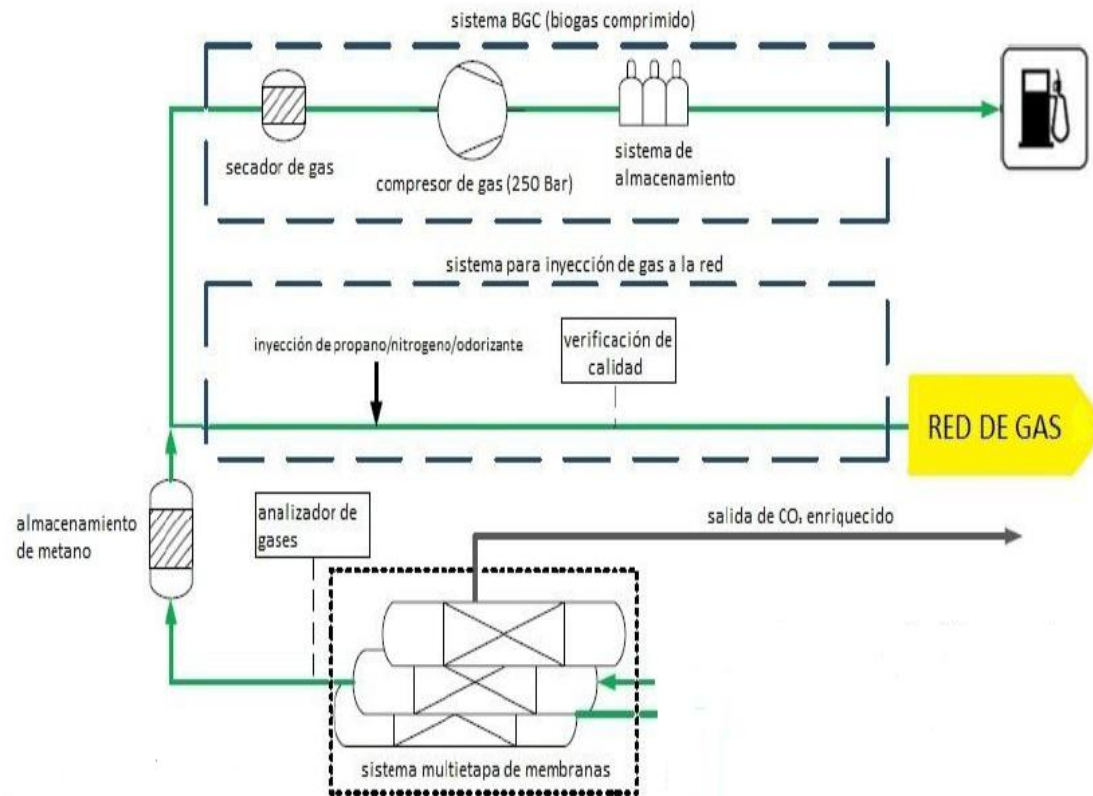 sistema BGC (biogas comprimido)
secador de gas
compresor de gas (250 Bar)
sistema de
almacenamiento
sistema para inyección de gas a la red
inyección de propano/nitrogeno/odorizante
verificación de
calidad
RED DE GAS
almacenamiento
de metano
analizador de
gases
salida de CO₂ enriquecido
sistema multietapa de membranas